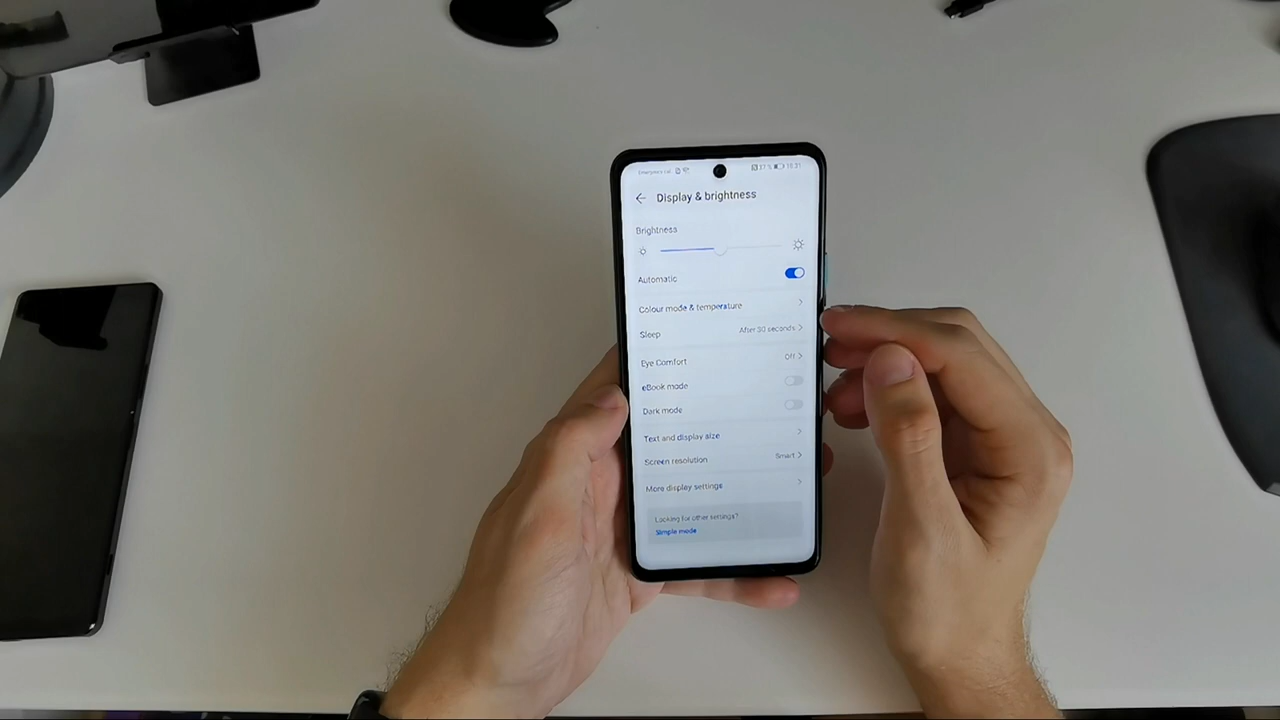 37%
Display & brightness
Brightness
Automatic
Colour mode & temperature
Sleep After 30 seconds
Eye Comfort Off
eBook mode
Dark mode
Text and display size
Screen resolution Smart
More display settings
Looking for other settings?
Simple mode